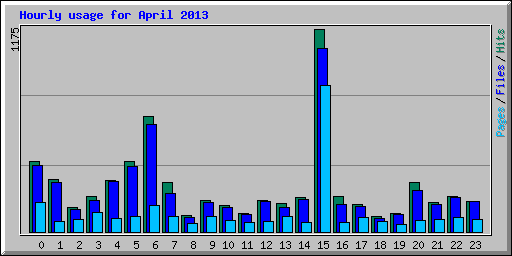 Hourly usage for April 2013
1175
Pages/Files/Hits
0 1 2 3 4 5 6 7 8 9 10 11 12 13 14 15 16 17 18 19 20 21 22 23